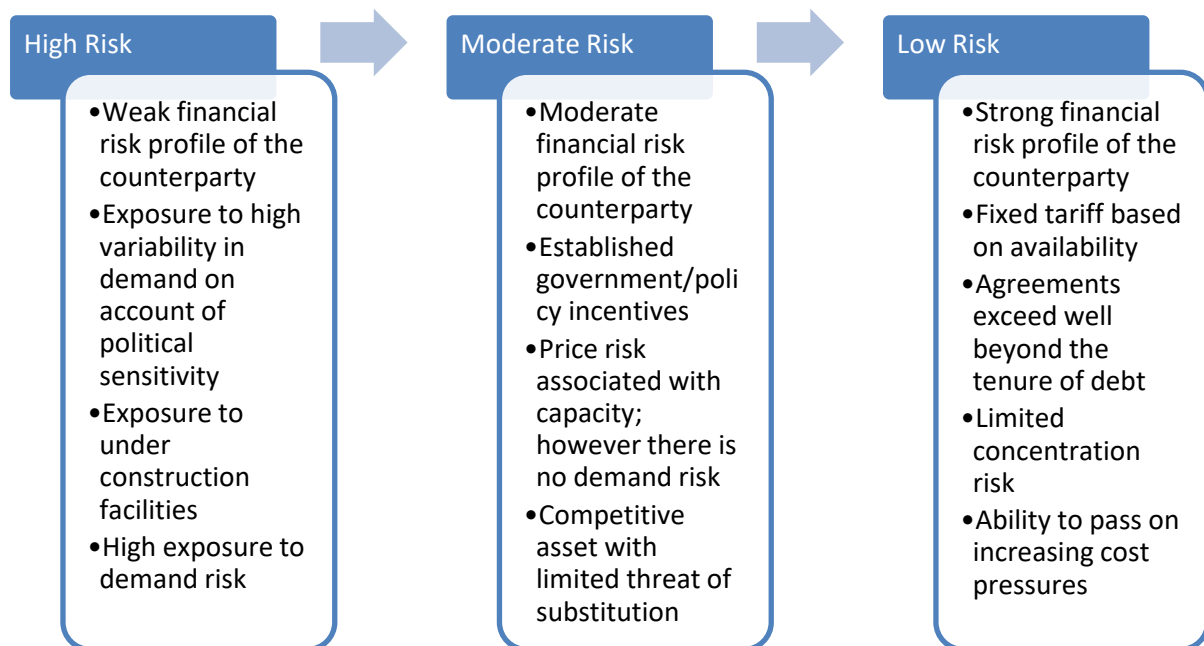 High Risk
•Weak financial
risk profile of the
counterparty
•Exposure to high
variability in
demand on
account of
political
sensitivity
•Exposure to
under
construction
facilities
•High exposure to
demand risk
Moderate Risk
•Moderate
financial risk
profile of the
counterparty
•Established
government/poli
cy incentives
•Price risk
associated with
capacity;
however there is
no demand risk
•Competitive
asset with
limited threat of
substitution
Low Risk
•Strong financial
risk profile of the
counterparty
•Fixed tariff based
on availability
•Agreements
exceed well
beyond the
tenure of debt
•Limited
concentration
risk
•Ability to pass on
increasing cost
pressures